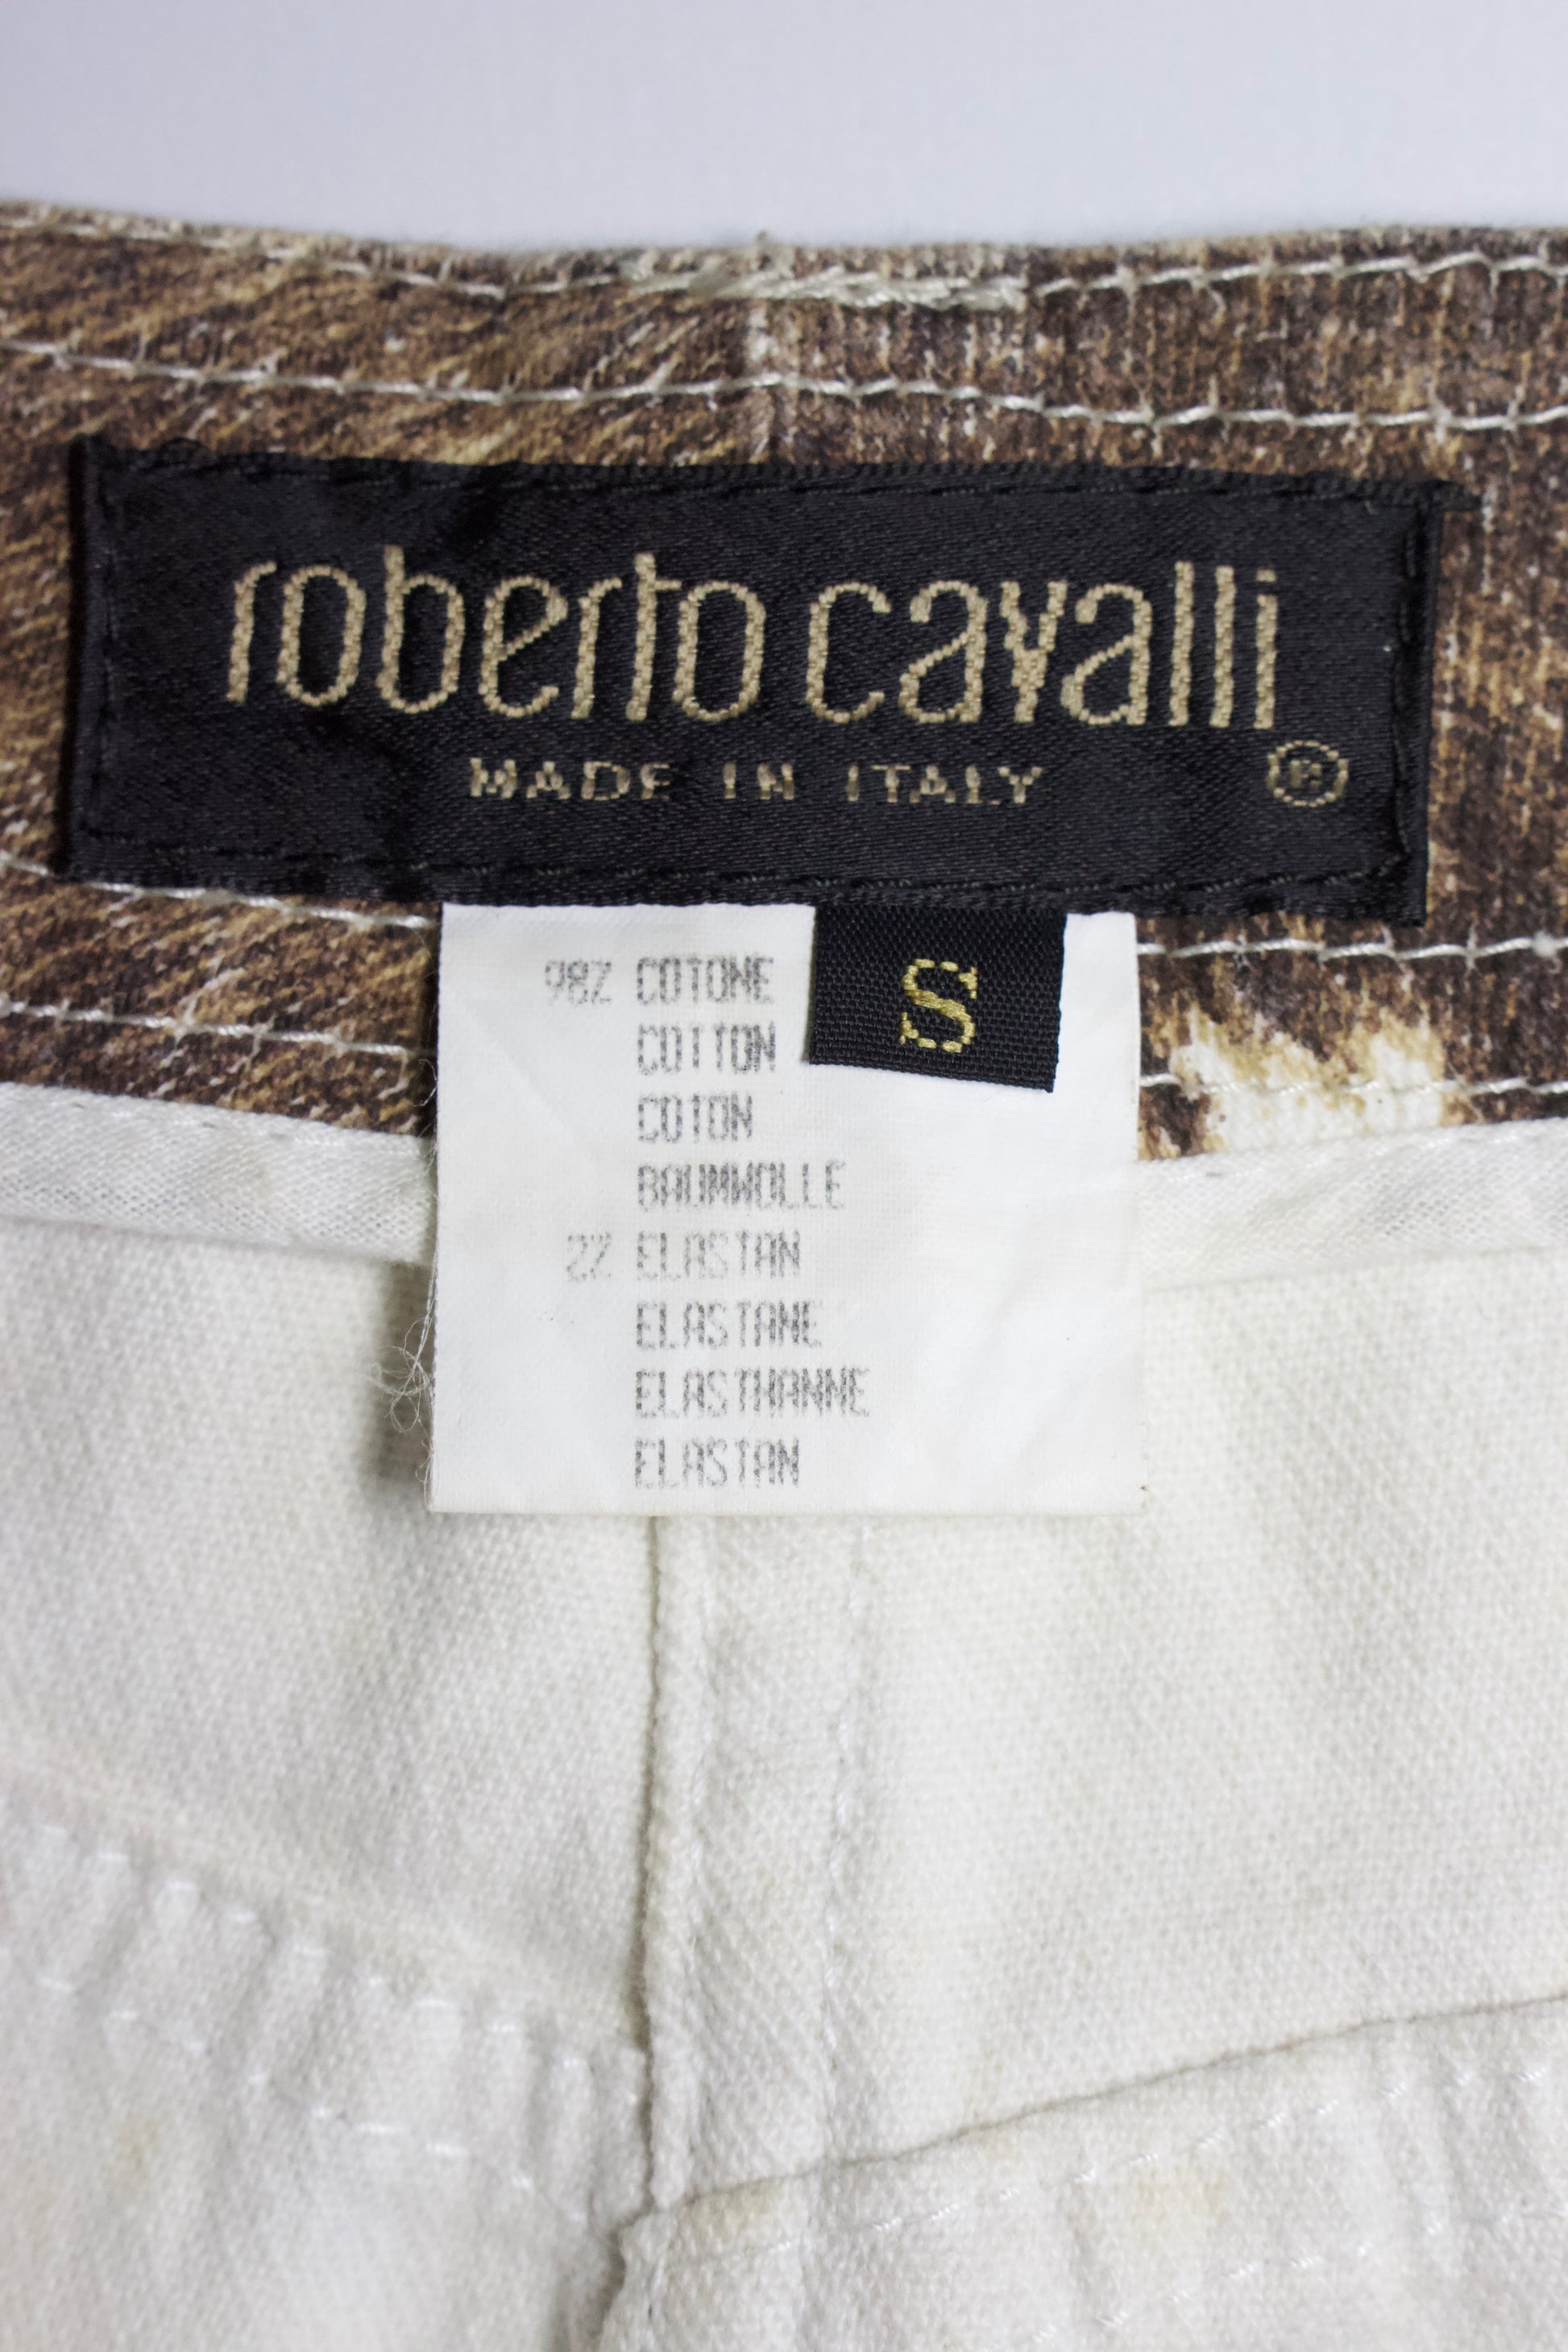 roberto cavalli
MADE IN ITALY ®
S
98% COTONE
COTTON
COTON
BAUMWOLLE
2% ELASTAN
ELASTANE
ELASTHANNE
ELASTAN